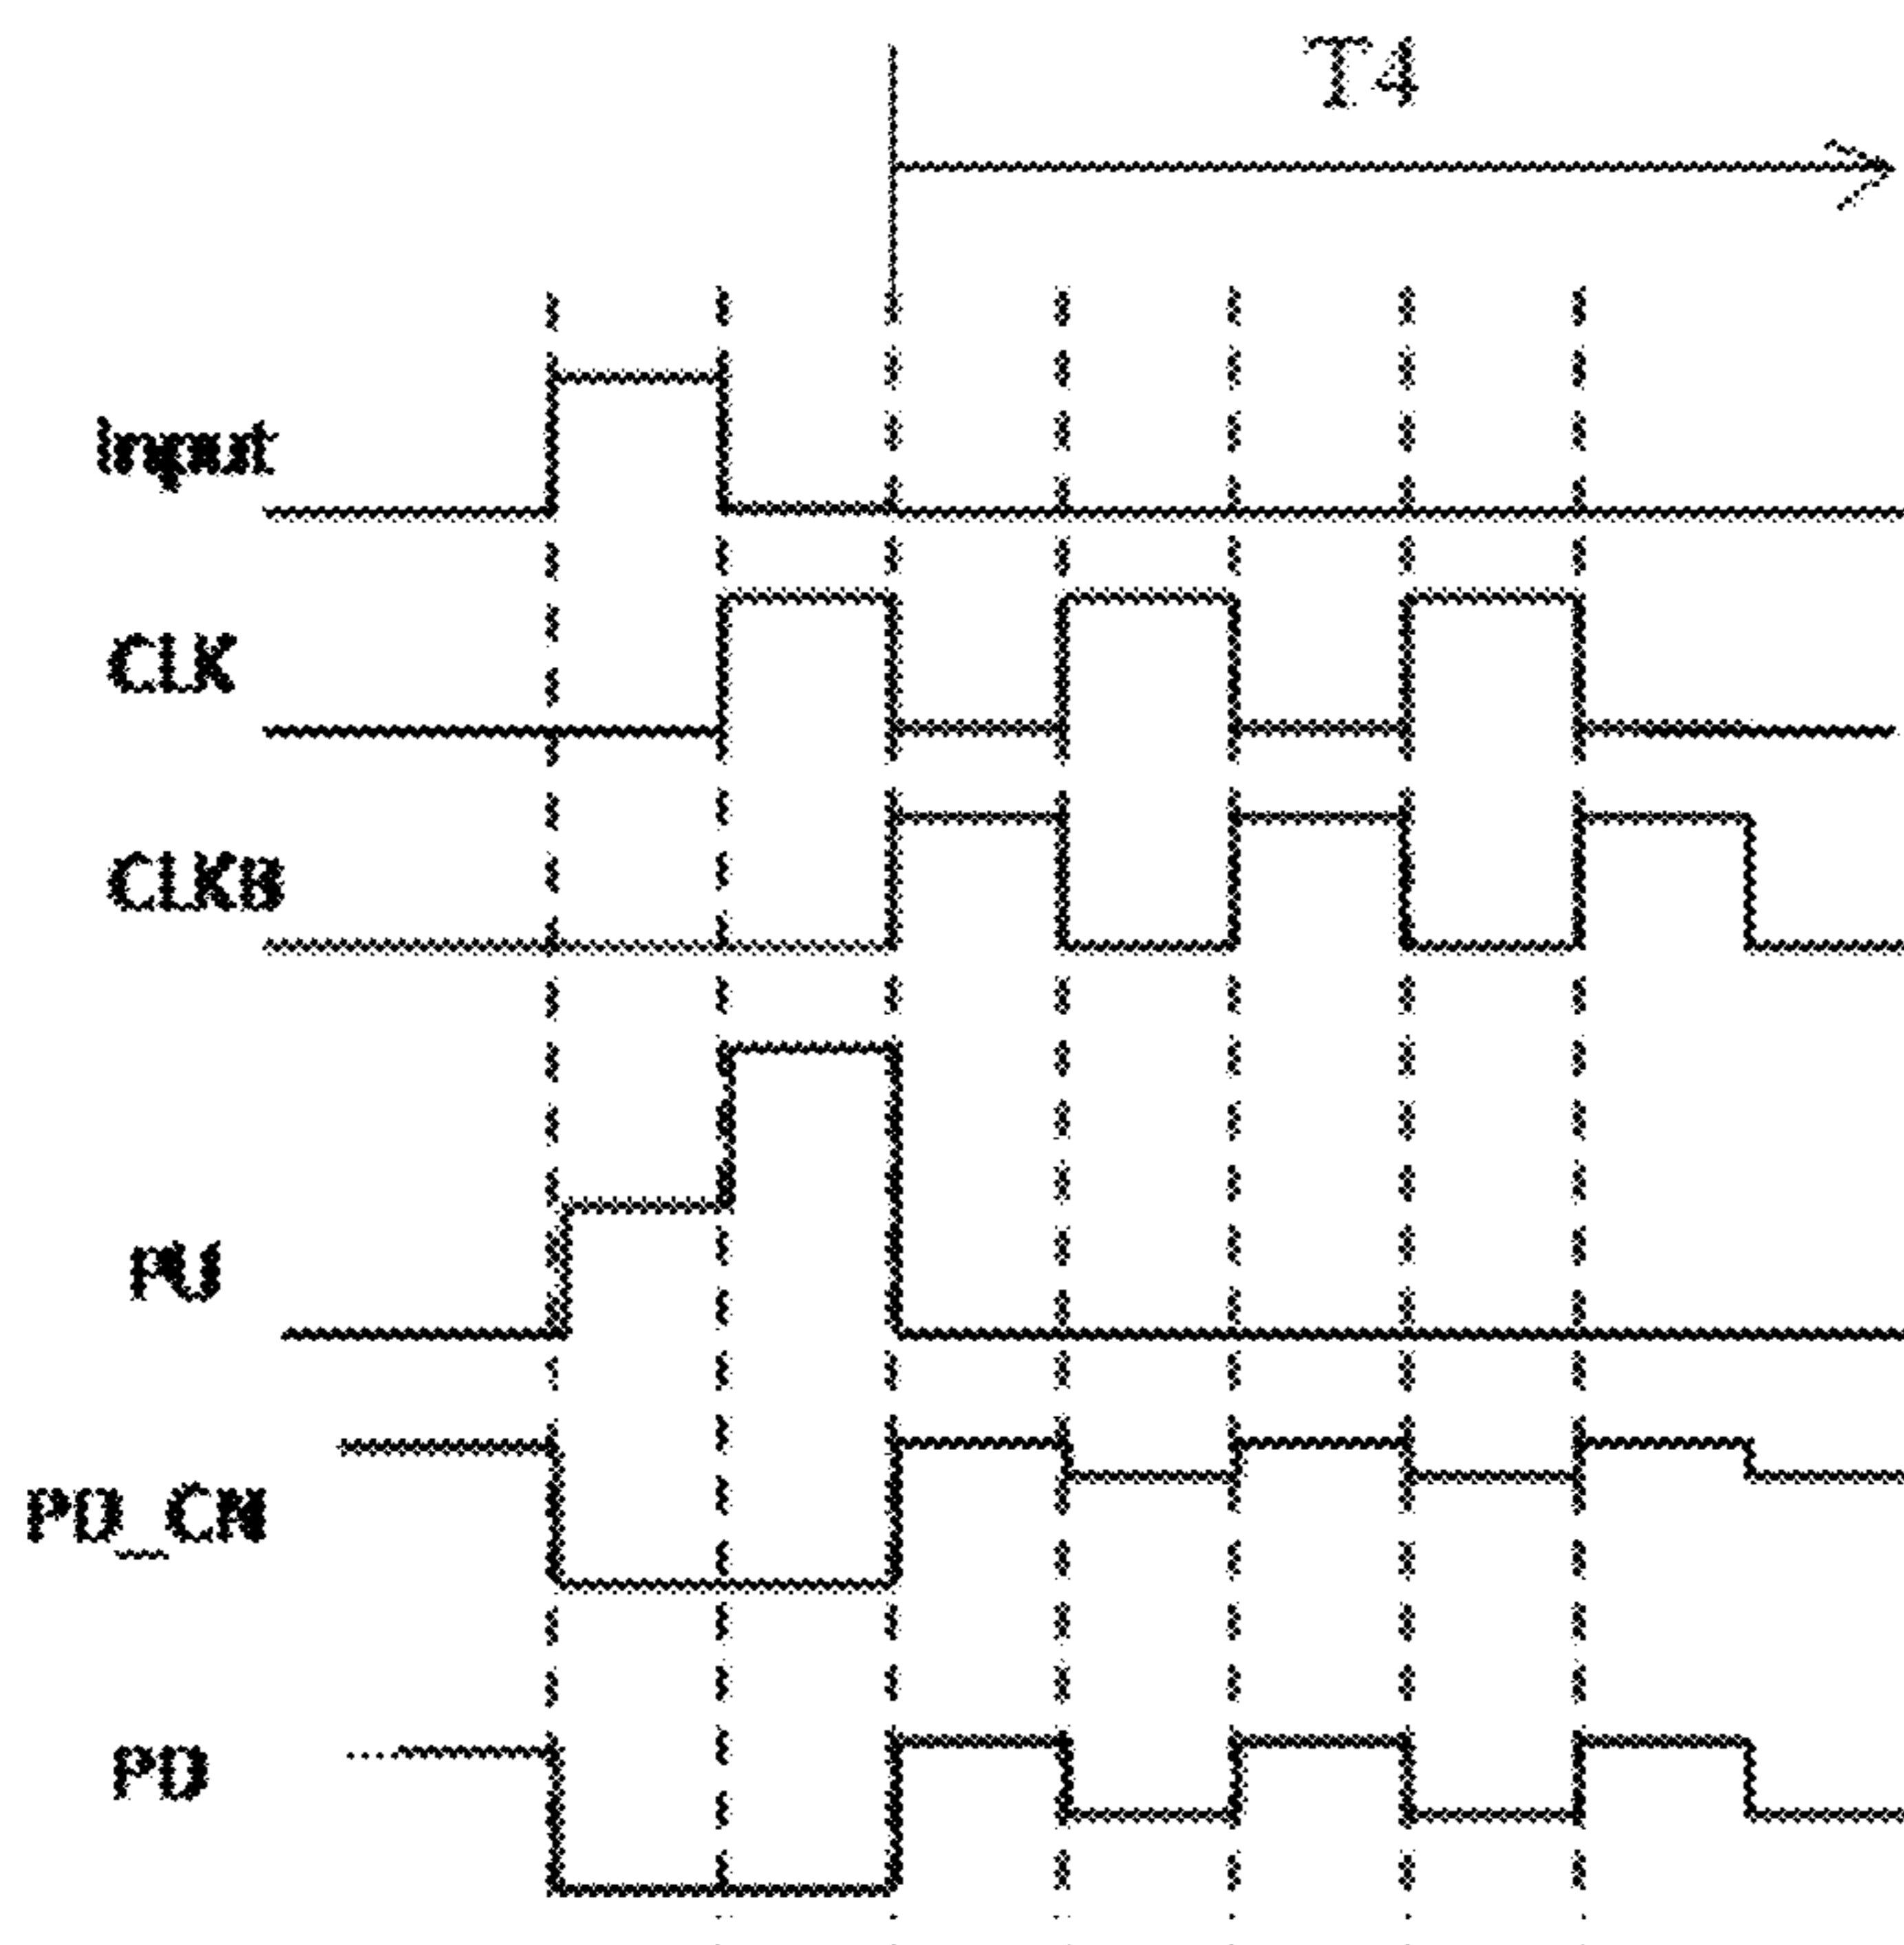 T4
Input
CLK
CLKB
PU
PD_CN
PD